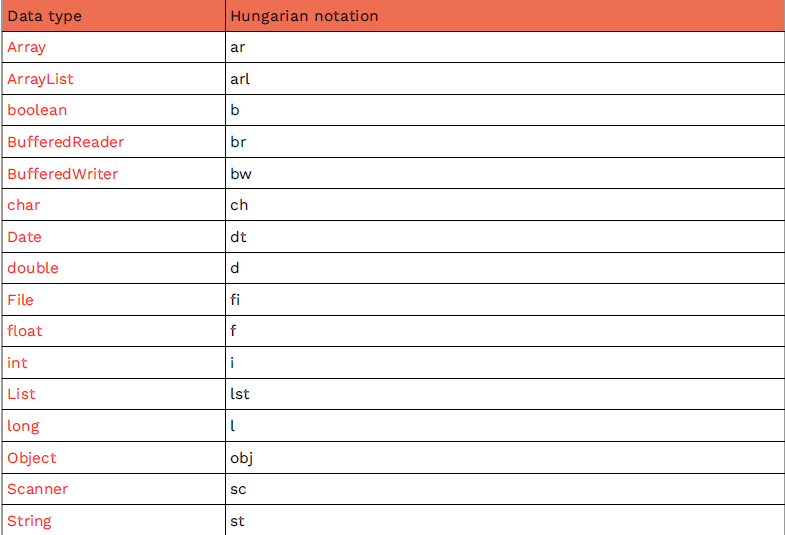 Data type Hungarian notation
Array ar
ArrayList arl
boolean b
BufferedReader br
BufferedWriter bw
char ch
Date dt
double d
File fi
float f
int i
List lst
long l
Object obj
Scanner sc
String st